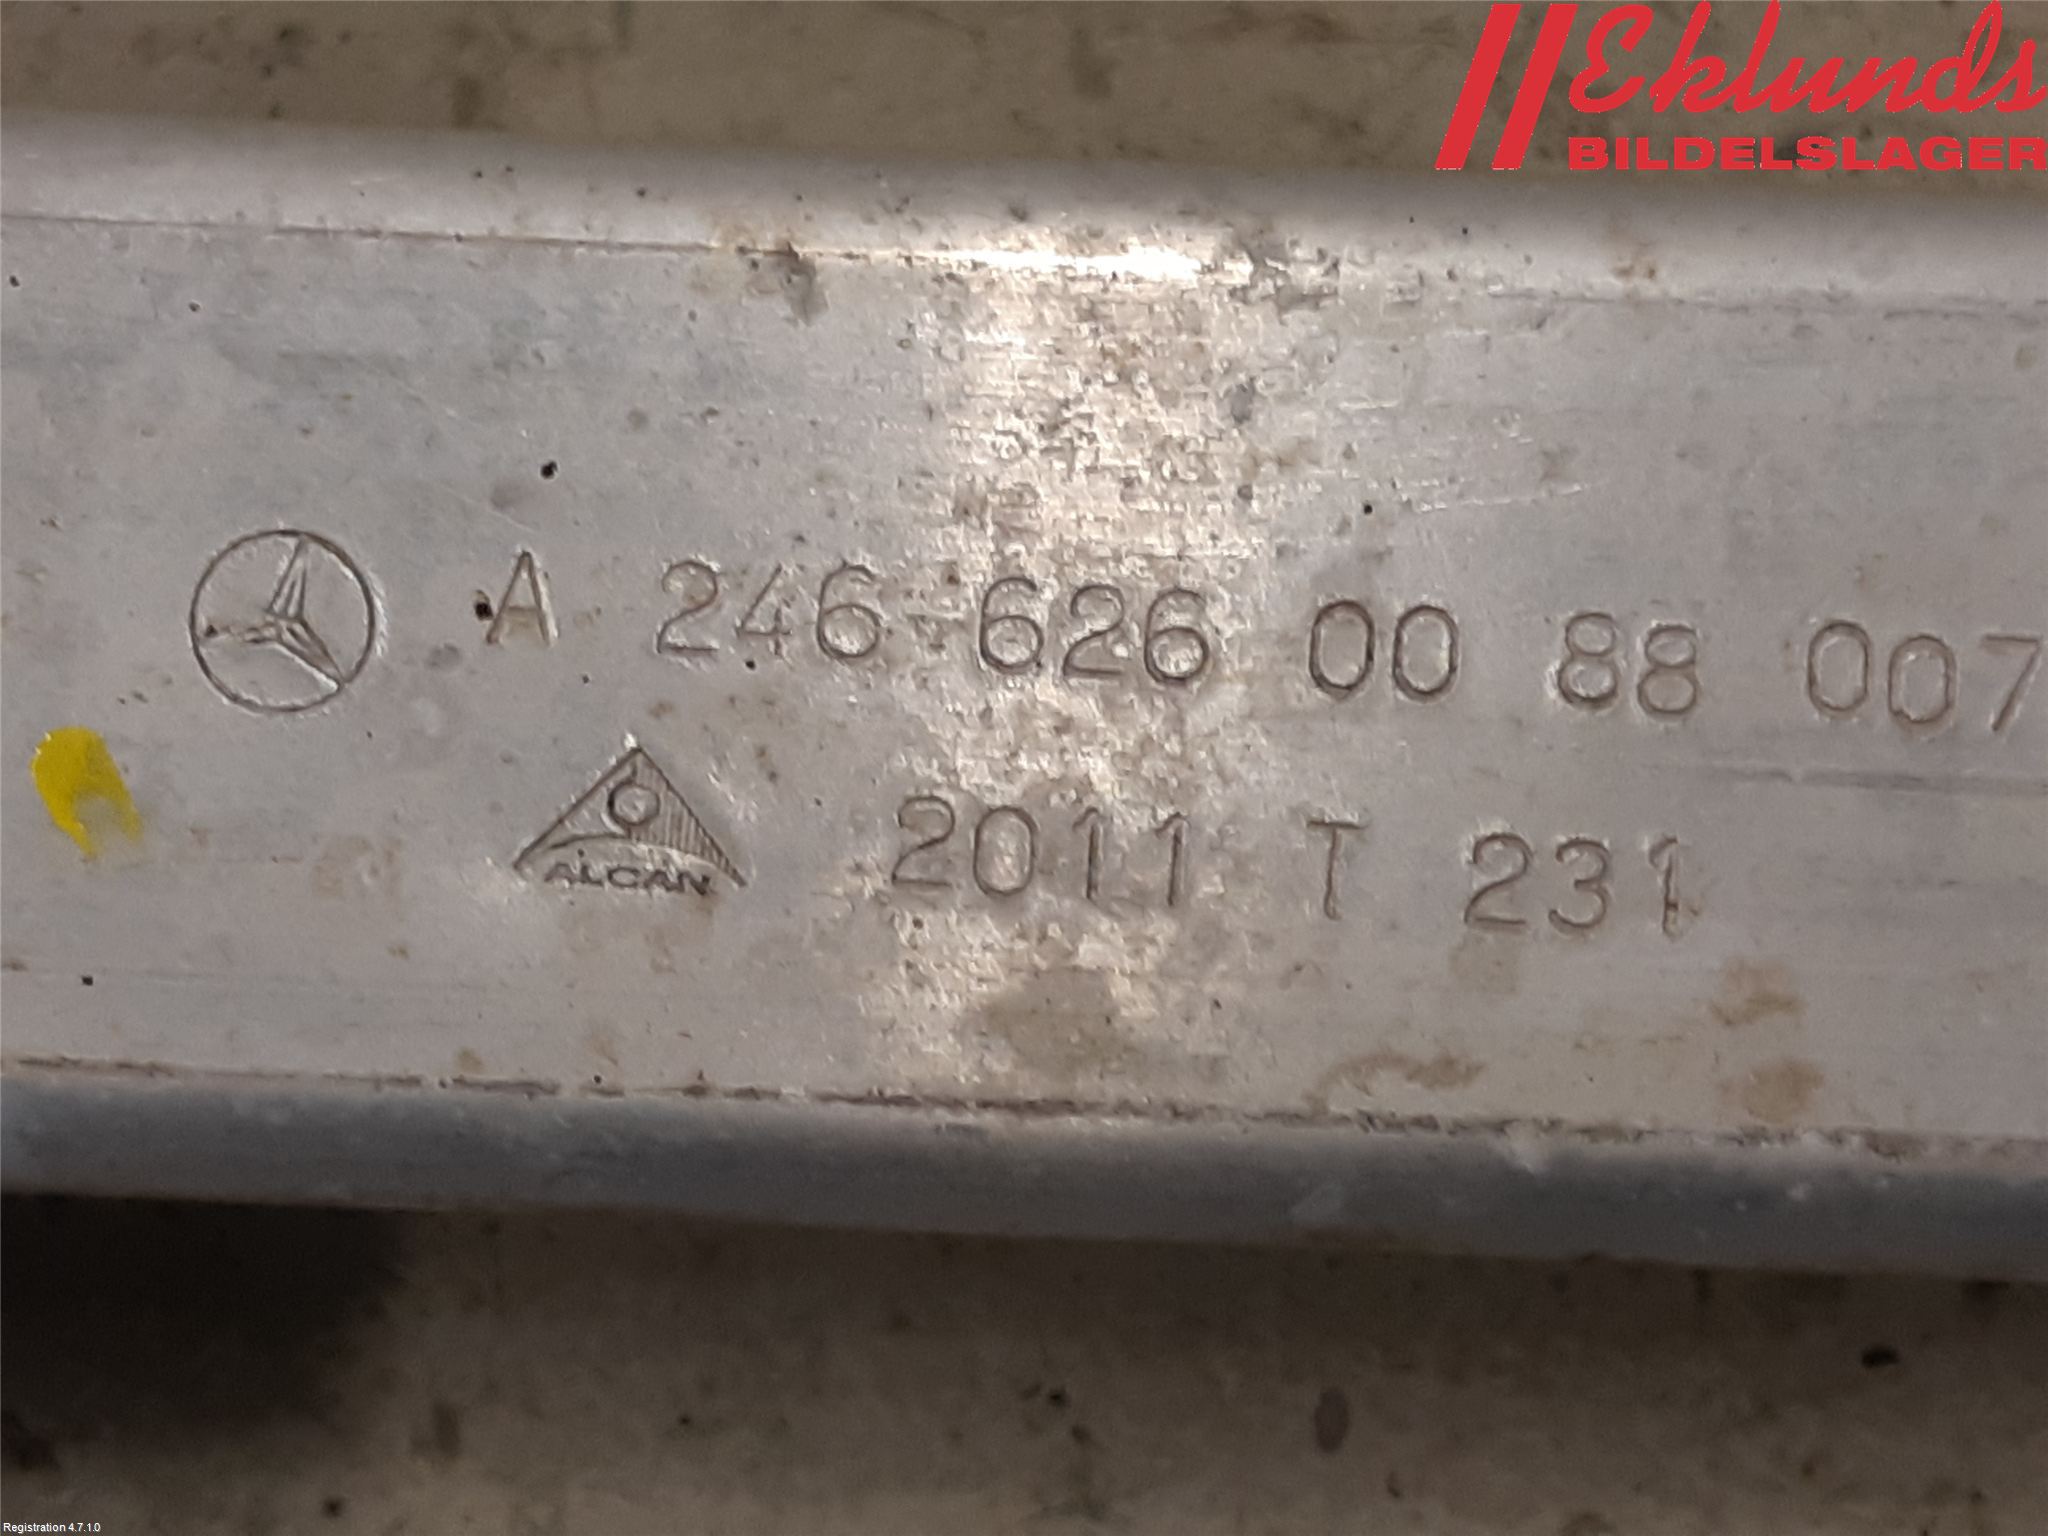 Eklunds
BILDELSLAGER
A 246 626 00 88 007
ALCAN 2011 T 231
Registration 4.7.1.0